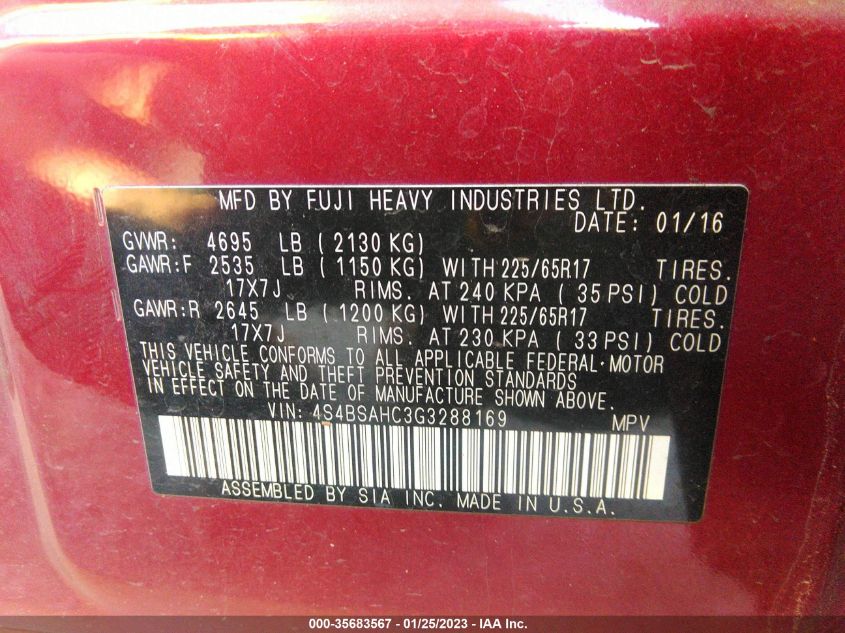 MFD BY FUJI HEAVY INDUSTRIES LTD.
DATE: 01/16
GVWR: 4695 LB ( 2130 KG)
GAWR:F 2535 LB ( 1150 KG) WITH 225/65R17 TIRES.
17X7J RIMS. AT 240 KPA ( 35 PSI) COLD
GAWR:R 2645 LB ( 1200 KG) WITH 225/65R17 TIRES.
17X7J RIMS. AT 230 KPA ( 33 PSI) COLD
THIS VEHICLE CONFORMS TO ALL APPLICABLE FEDERAL·MOTOR
VEHICLE SAFETY AND THEFT PREVENTION STANDARDS
IN EFFECT ON THE DATE OF MANUFACTURE SHOWN ABOVE.
VIN: 4S4BSAHC3G3288169 MPV
ASSEMBLED BY SIA INC. MADE IN U.S.A.
000-35683567 - 01/25/2023 - IAA Inc.